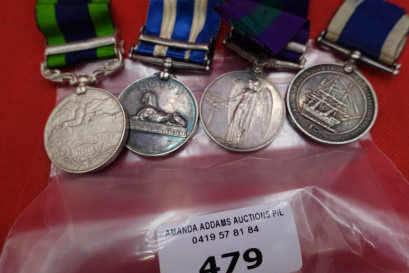 AMANDA ADDAMS AUCTIONS P/L
0419 57 81 84
479